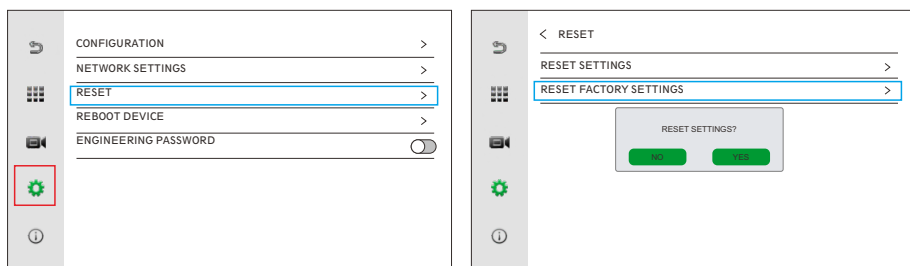 CONFIGURATION >
NETWORK SETTINGS >
RESET >
REBOOT DEVICE >
ENGINEERING PASSWORD
< RESET
RESET SETTINGS >
RESET FACTORY SETTINGS >
RESET SETTINGS?
NO YES